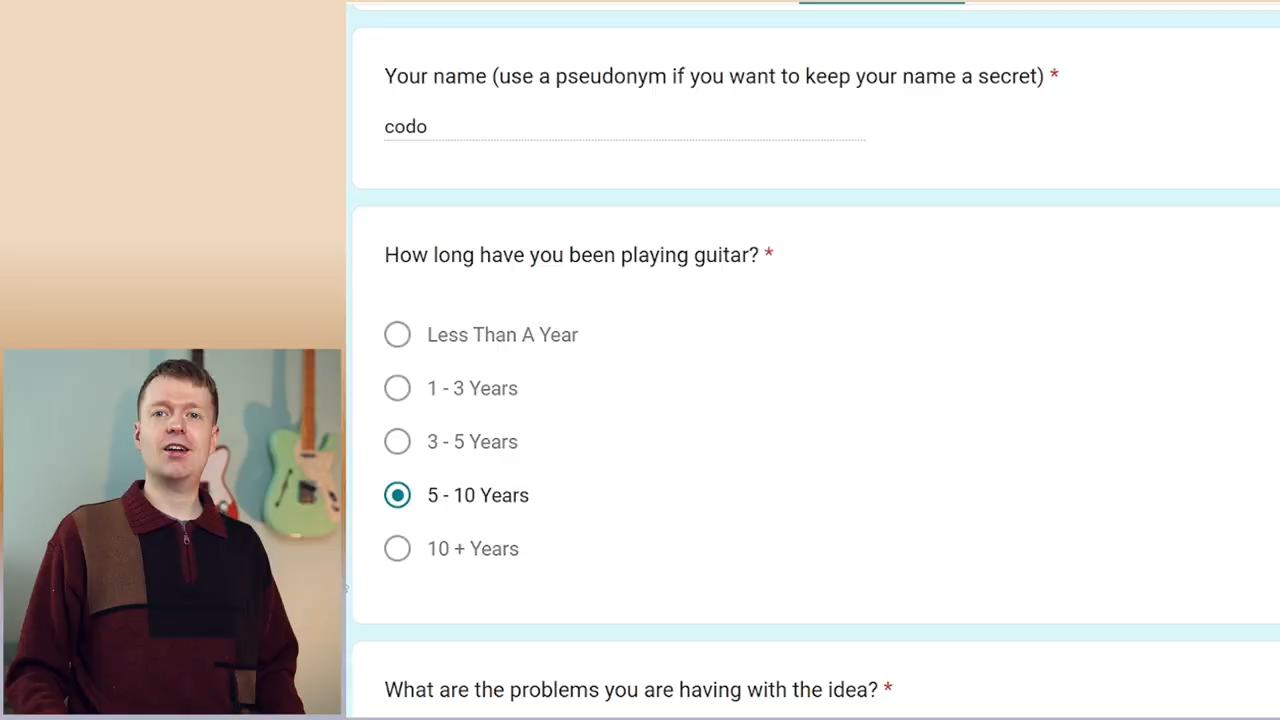 Your name (use a pseudonym if you want to keep your name a secret) *
codo
How long have you been playing guitar? *
Less Than A Year
1 - 3 Years
3 - 5 Years
5 - 10 Years
10 + Years
What are the problems you are having with the idea? *